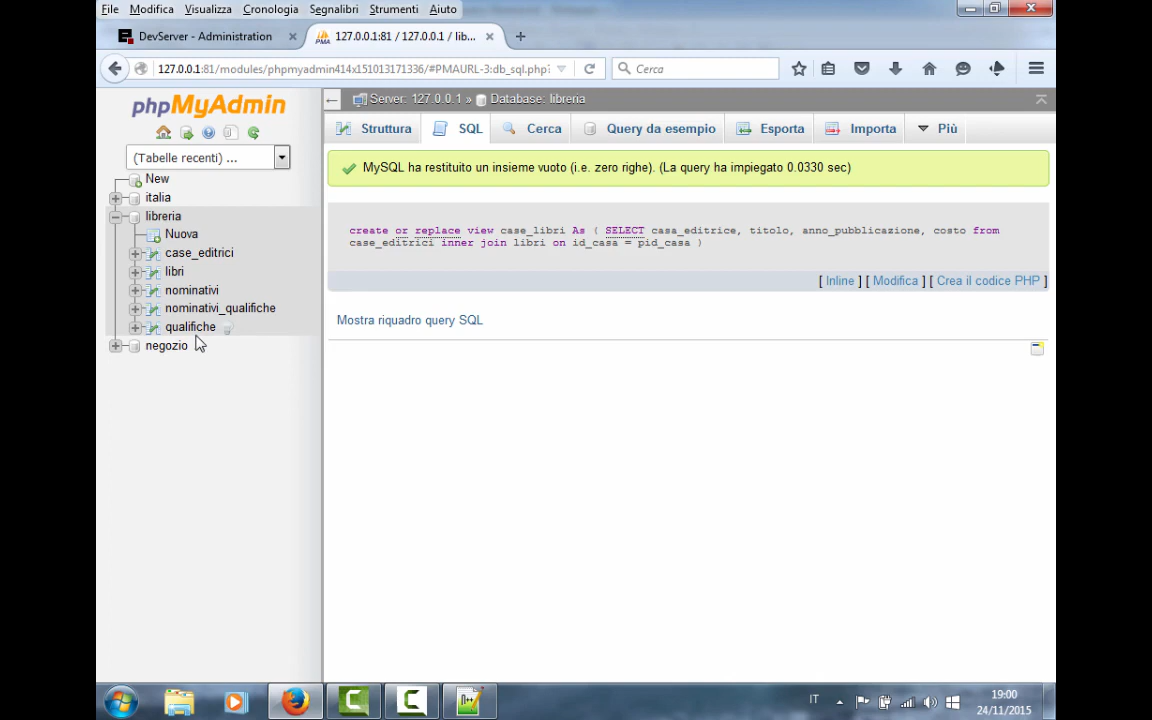 File Modifica Visualizza Cronologia Segnalibri Strumenti Aiuto
DevServer - Administration × 127.0.0.1:81 / 127.0.0.1 / lib... × +
127.0.0.1:81/modules/phpmyadmin414x151013171336/#PMAURL-3:db_sql.php? Cerca
phpMyAdmin
Server: 127.0.0.1 » Database: libreria
Struttura SQL Cerca Query da esempio Esporta Importa Più
(Tabelle recenti) ...
New
italia
libreria
Nuova
case_editrici
libri
nominativi
nominativi_qualifiche
qualifiche
negozio
MySQL ha restituito un insieme vuoto (i.e. zero righe). (La query ha impiegato 0.0330 sec)
create or replace view case_libri As ( SELECT casa_editrice, titolo, anno_pubblicazione, costo from
case_editrici inner join libri on id_casa = pid_casa )
[ Inline ] [ Modifica ] [ Crea il codice PHP ]
Mostra riquadro query SQL
IT
19:00
24/11/2015